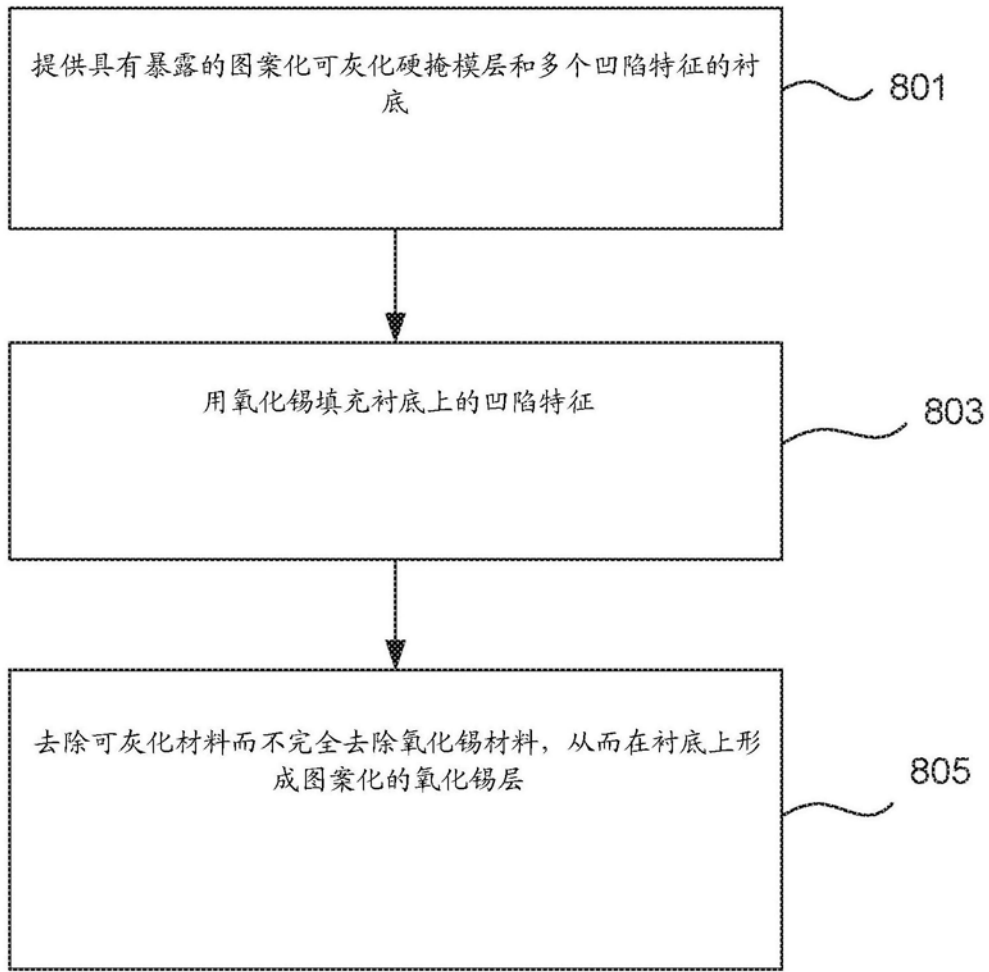 提供具有暴露的图案化可灰化硬掩模层和多个凹陷特征的衬
底
801
用氧化锡填充衬底上的凹陷特征
803
去除可灰化材料而不完全去除氧化锡材料，从而在衬底上形
成图案化的氧化锡层
805